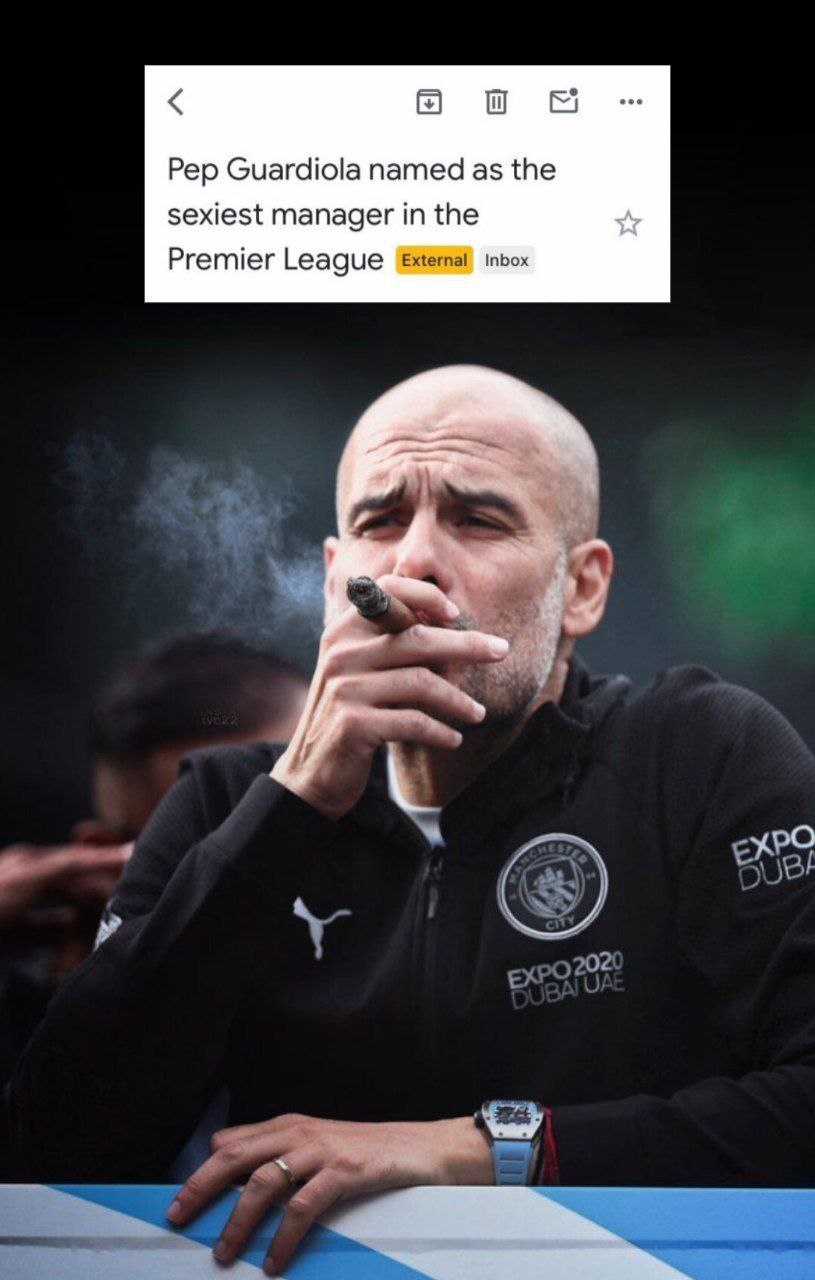 Pep Guardiola named as the
sexiest manager in the
Premier League External Inbox
MANCHESTER
CITY
EXPO 2020
DUBAI UAE
EXPO
DUBA